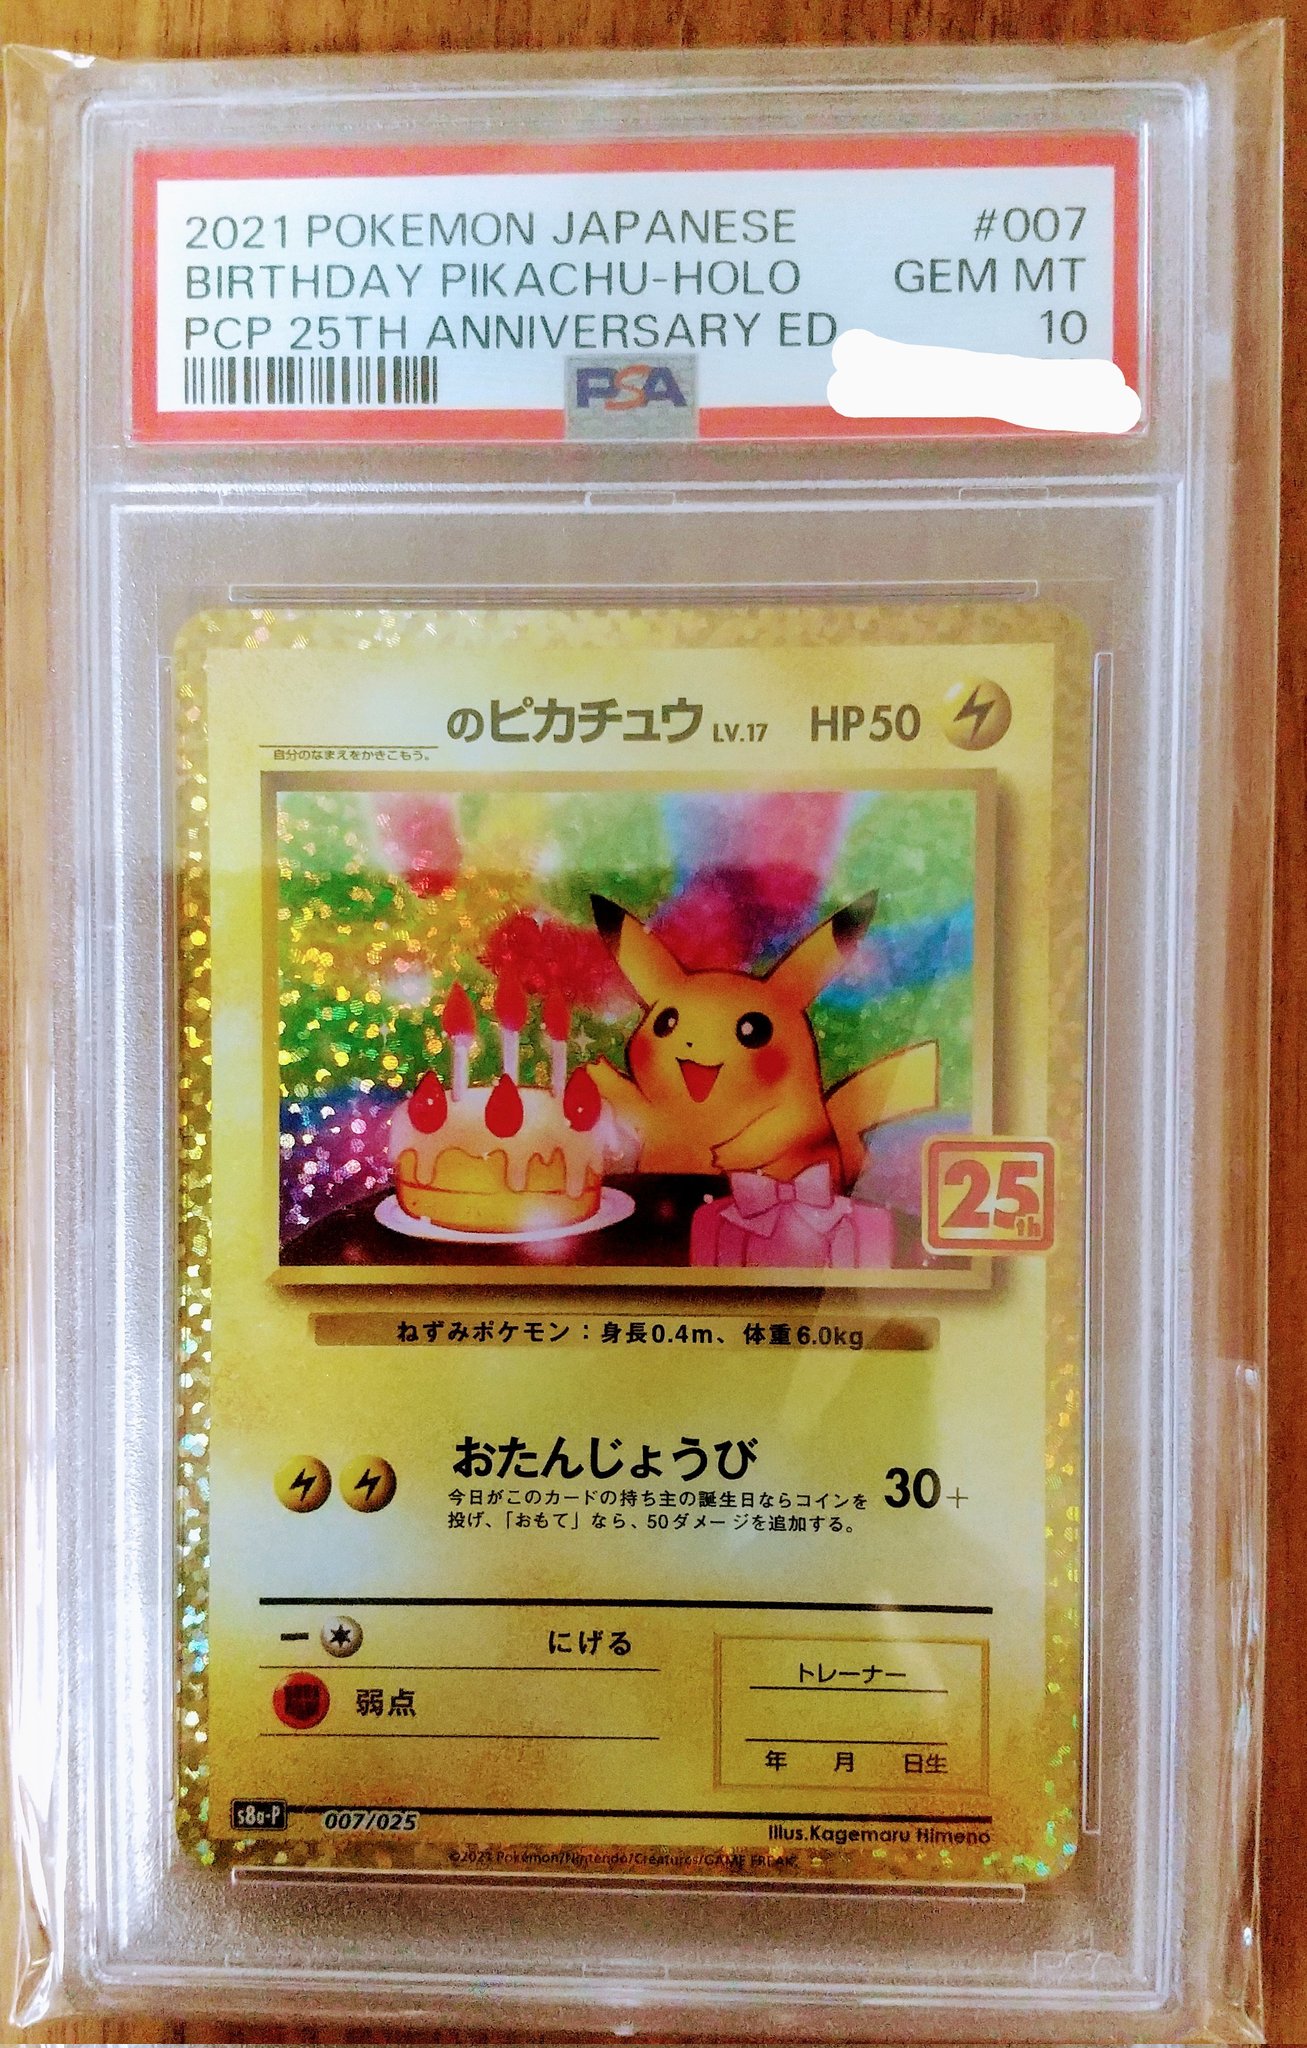 2021 POKEMON JAPANESE #007
BIRTHDAY PIKACHU-HOLO GEM MT
PCP 25TH ANNIVERSARY ED 10
PSA
のピカチュウ LV.17 HP50
自分のなまえをかきこもう。
25th
ねずみポケモン：身長0.4m、体重6.0kg
おたんじょうび 30+
今日がこのカードの持ち主の誕生日ならコインを
投げ、「おもて」なら、50ダメージを追加する。
にげる
弱点
トレーナー
年 月 日生
s8a-P 007/025
Illus.Kagemaru Himeno
©2021 Pokémon/Nintendo/Creatures/GAME FREAK.